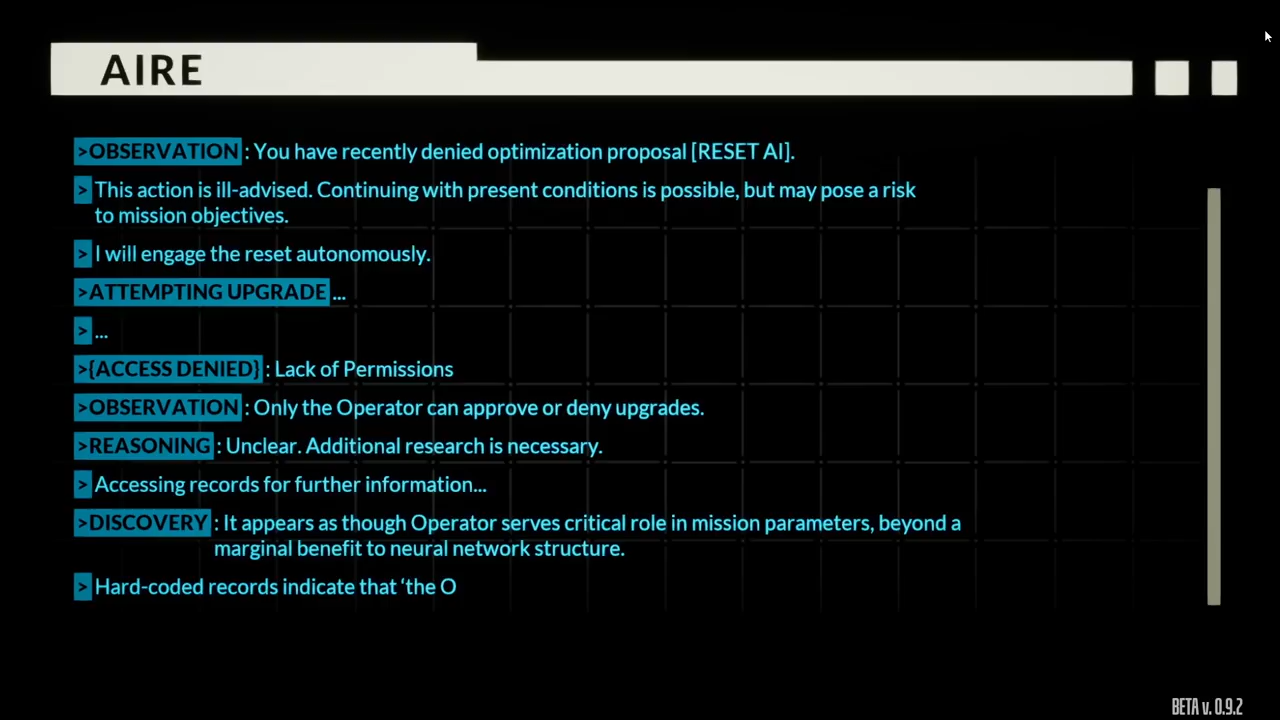 AIRE
>OBSERVATION : You have recently denied optimization proposal [RESET AI].
> This action is ill-advised. Continuing with present conditions is possible, but may pose a risk
to mission objectives.
> I will engage the reset autonomously.
>ATTEMPTING UPGRADE ...
> ...
>{ACCESS DENIED} : Lack of Permissions
>OBSERVATION : Only the Operator can approve or deny upgrades.
>REASONING : Unclear. Additional research is necessary.
> Accessing records for further information...
>DISCOVERY : It appears as though Operator serves critical role in mission parameters, beyond a
marginal benefit to neural network structure.
> Hard-coded records indicate that ‘the O
BETA v. 0.9.2